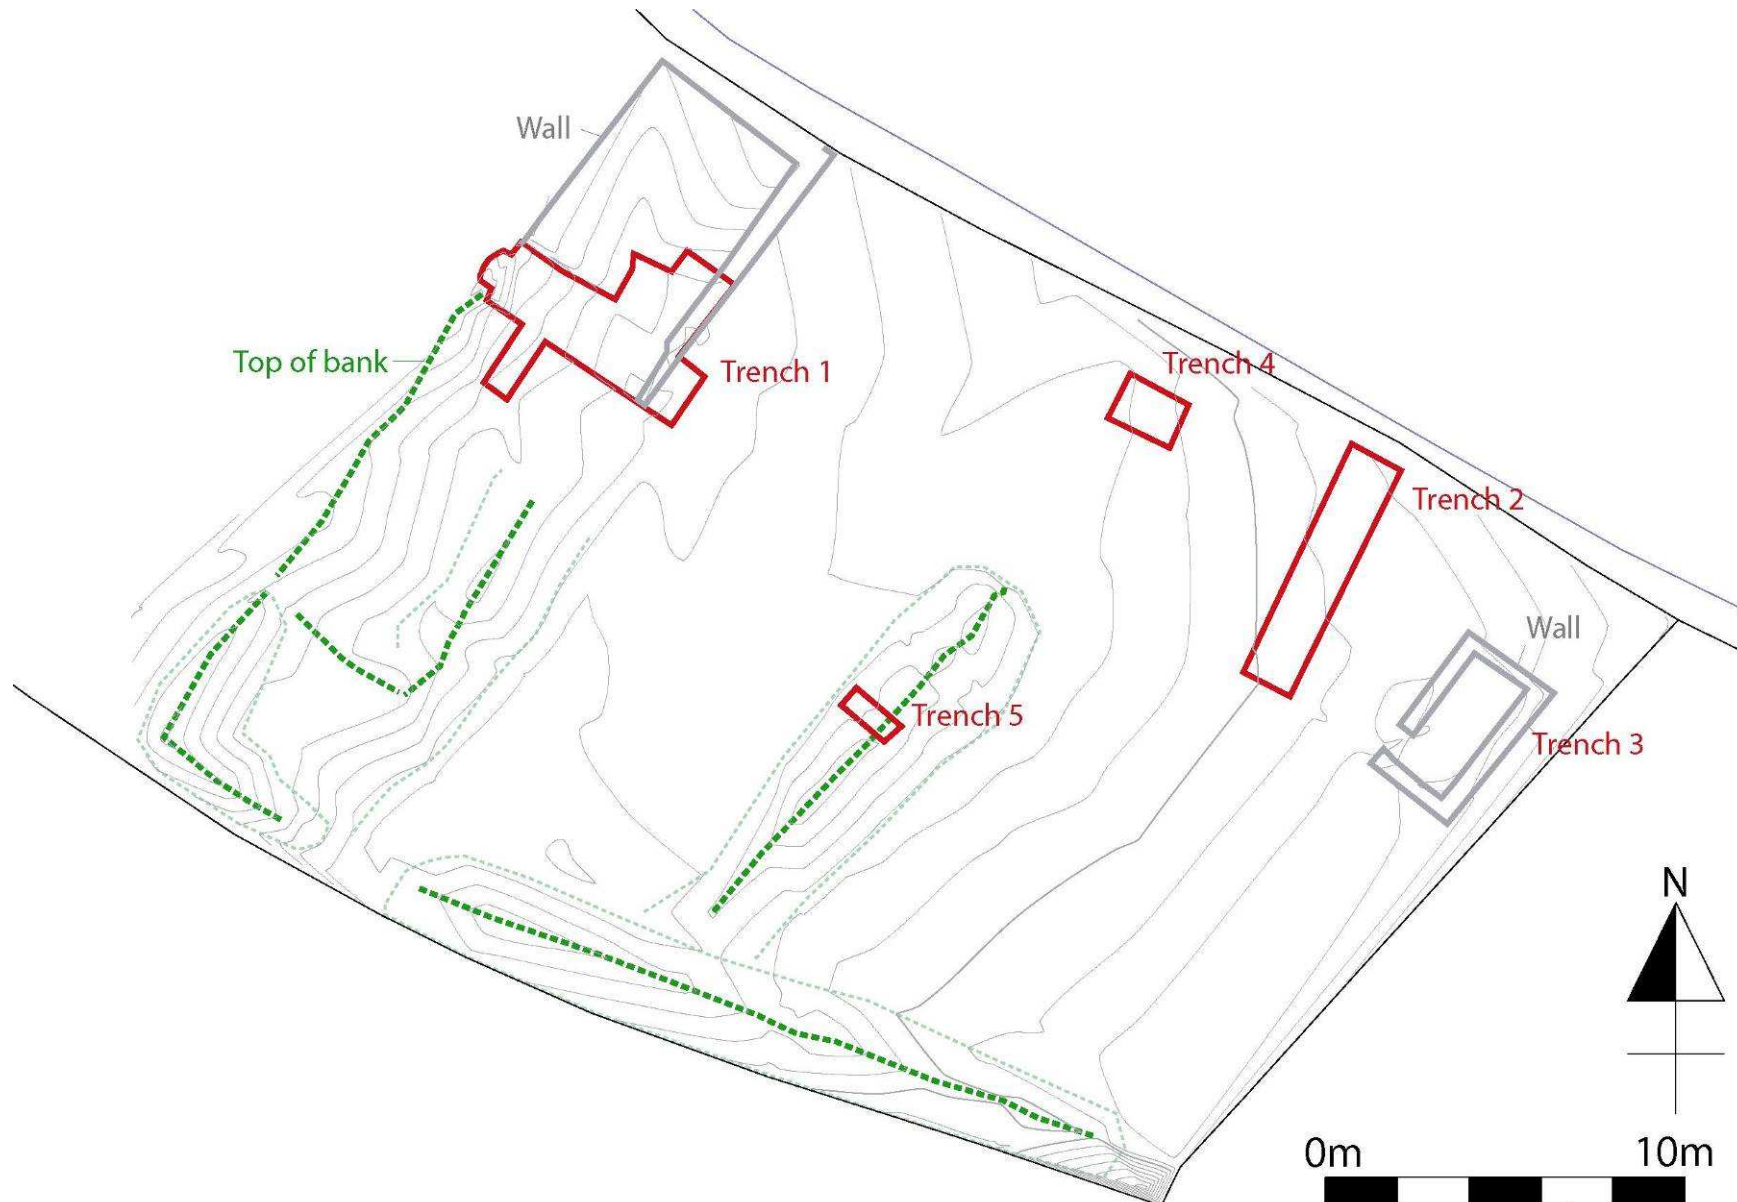 Wall
Top of bank
Trench 1
Trench 4
Trench 2
Wall
Trench 5
Trench 3
N
0m
10m